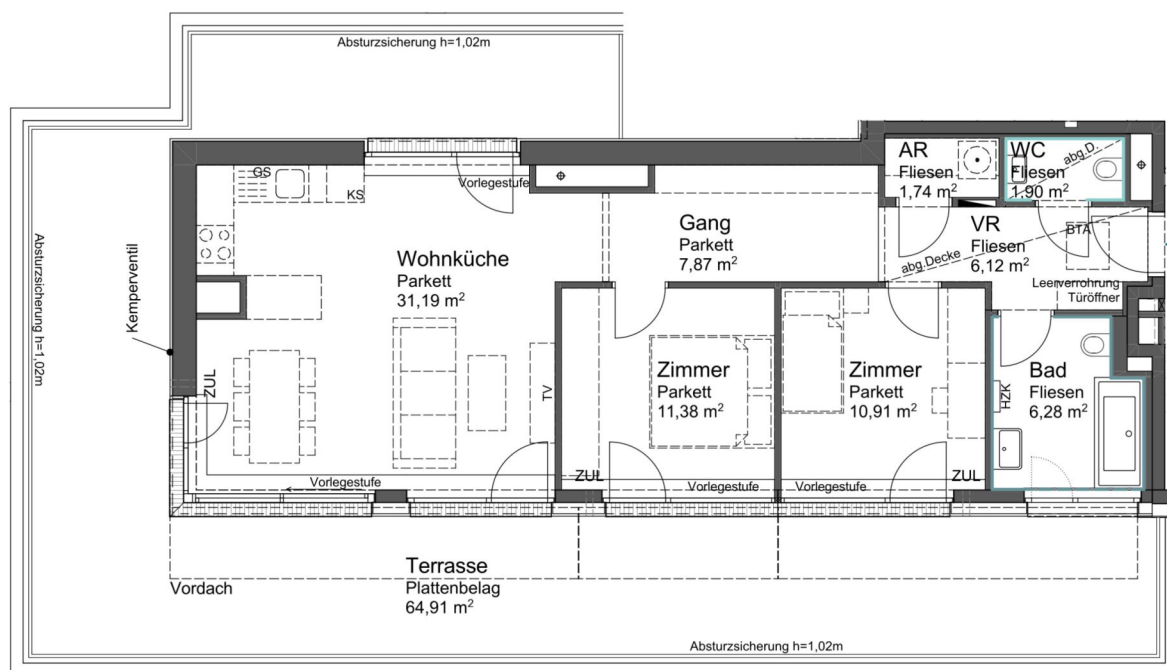 Absturzsicherung h=1,02m
AR
Fliesen
1,74 m²
WC
Fliesen
1,90 m²
abg.D.
GS
KS
Vorlegestufe
Gang
Parkett
7,87 m²
VR
Fliesen
6,12 m²
BTA
abg.Decke
Leerverrohrung
Türöffner
Absturzsicherung h=1,02m
Kemperventil
Wohnküche
Parkett
31,19 m²
ZUL
TV
Zimmer
Parkett
11,38 m²
Zimmer
Parkett
10,91 m²
Bad
Fliesen
6,28 m²
HZK
ZUL
ZUL
Vorlegestufe
Vorlegestufe
Vorlegestufe
Terrasse
Plattenbelag
64,91 m²
Vordach
Absturzsicherung h=1,02m